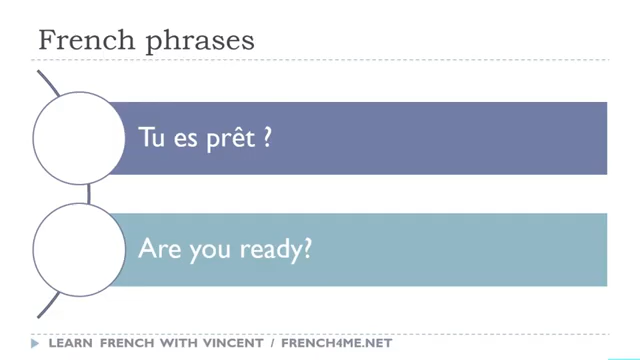 French phrases
Tu es prêt ?
Are you ready?
LEARN FRENCH WITH VINCENT / FRENCH4ME.NET